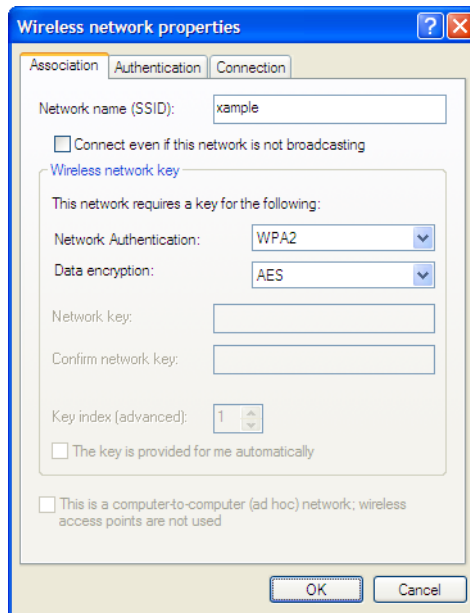 Wireless network properties
Association Authentication Connection
Network name (SSID): xample
Connect even if this network is not broadcasting
Wireless network key
This network requires a key for the following:
Network Authentication: WPA2
Data encryption: AES
Network key:
Confirm network key:
Key index (advanced): 1
The key is provided for me automatically
This is a computer-to-computer (ad hoc) network; wireless
access points are not used
OK Cancel